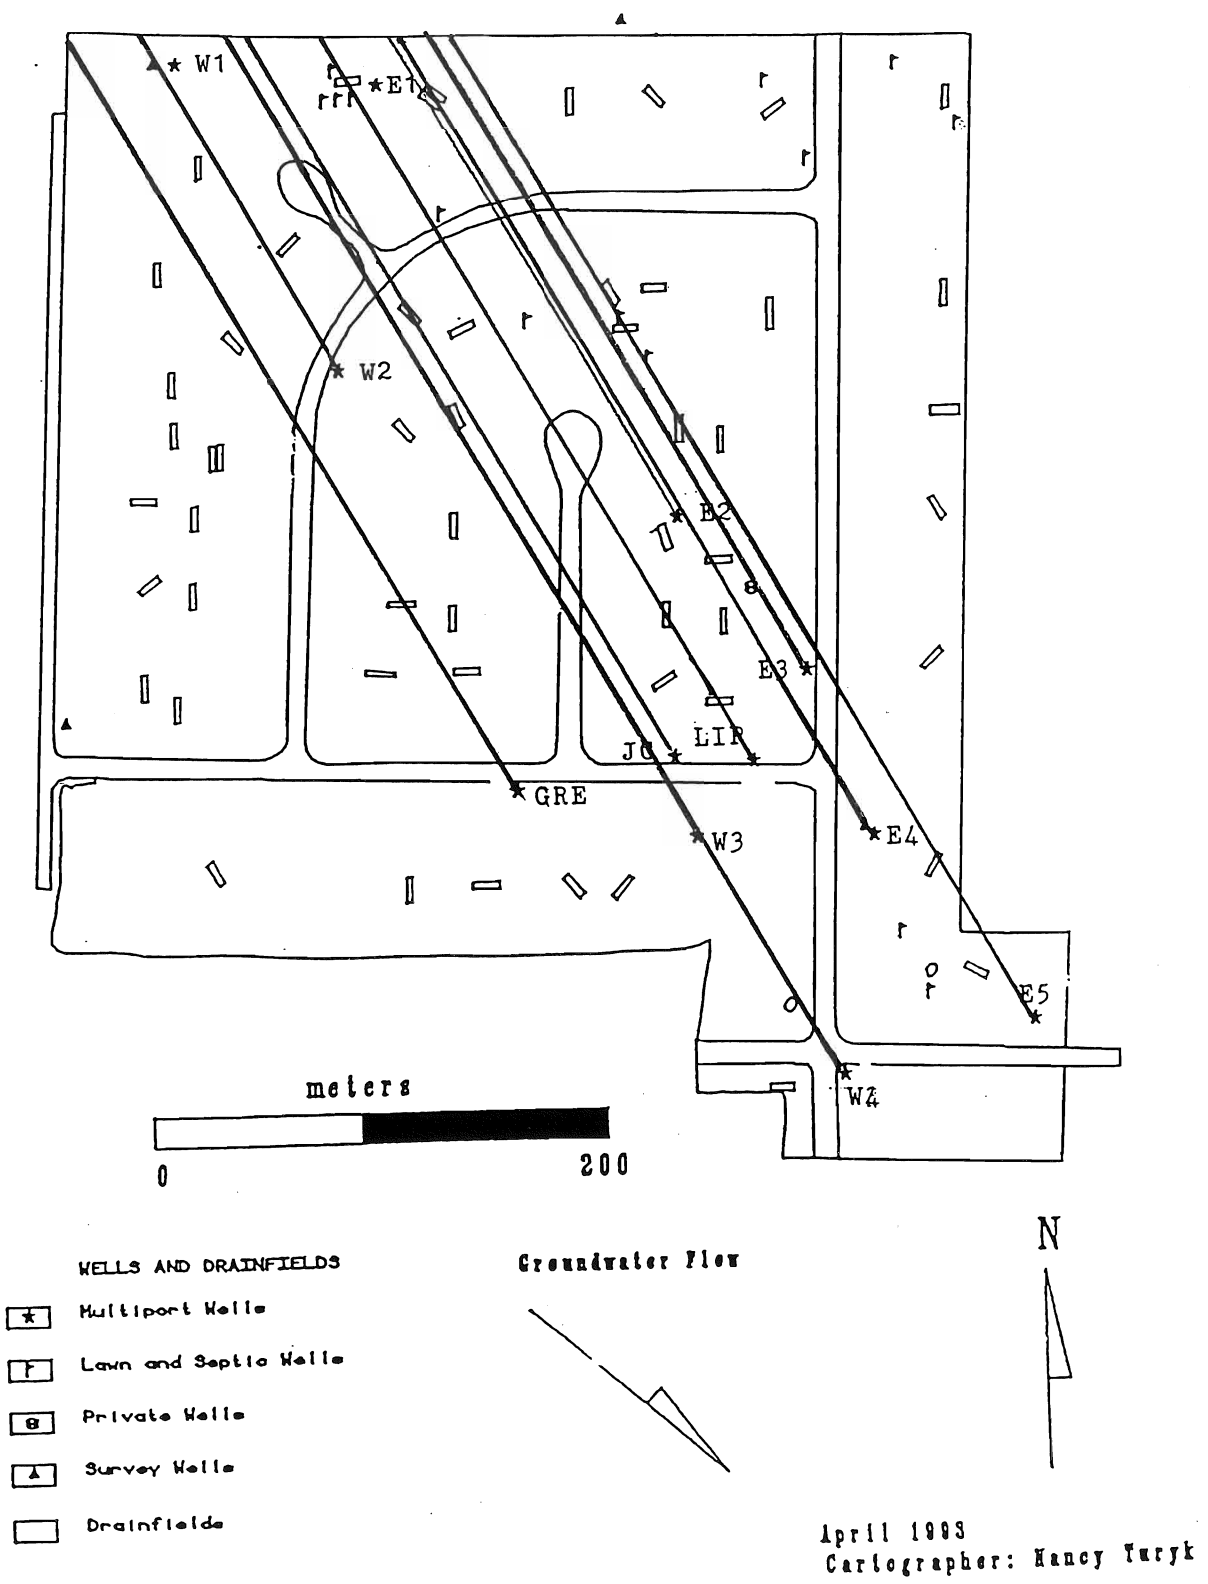 W1
E1
W2
E2
E3
JC
LIP
GRE
W3
E4
E5
W4
meters
0
200
N
WELLS AND DRAINFIELDS
Groundwater Flow
Multiport Wells
Lawn and Septic Wells
Private Wells
Survey Wells
Drainfields
April 1993
Cartographer: Nancy Turyk